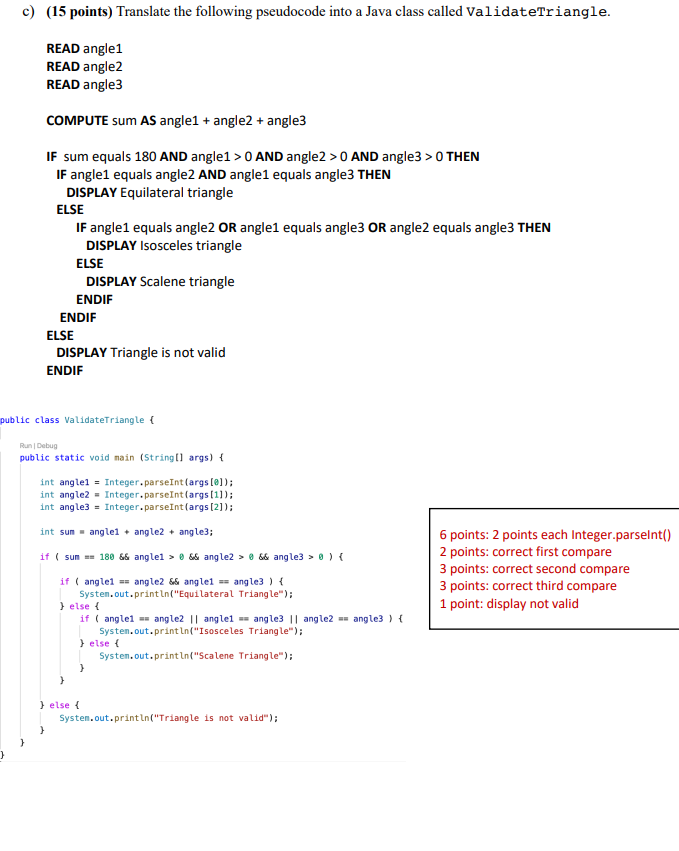 c) (15 points) Translate the following pseudocode into a Java class called ValidateTriangle.
READ angle1
READ angle2
READ angle3
COMPUTE sum AS angle1 + angle2 + angle3
IF sum equals 180 AND angle1 > 0 AND angle2 > 0 AND angle3 > 0 THEN
IF angle1 equals angle2 AND angle1 equals angle3 THEN
DISPLAY Equilateral triangle
ELSE
IF angle1 equals angle2 OR angle1 equals angle3 OR angle2 equals angle3 THEN
DISPLAY Isosceles triangle
ELSE
DISPLAY Scalene triangle
ENDIF
ENDIF
ELSE
DISPLAY Triangle is not valid
ENDIF
public class ValidateTriangle {
Run | Debug
public static void main (String[] args) {
int angle1 = Integer.parseInt(args[0]);
int angle2 = Integer.parseInt(args[1]);
int angle3 = Integer.parseInt(args[2]);
int sum = angle1 + angle2 + angle3;
if ( sum == 180 && angle1 > 0 && angle2 > 0 && angle3 > 0 ) {
if ( angle1 == angle2 && angle1 == angle3 ) {
System.out.println("Equilateral Triangle");
} else {
if ( angle1 == angle2 || angle1 == angle3 || angle2 == angle3 ) {
System.out.println("Isosceles Triangle");
} else {
System.out.println("Scalene Triangle");
}
}
} else {
System.out.println("Triangle is not valid");
}
}
}
6 points: 2 points each Integer.parseInt()
2 points: correct first compare
3 points: correct second compare
3 points: correct third compare
1 point: display not valid